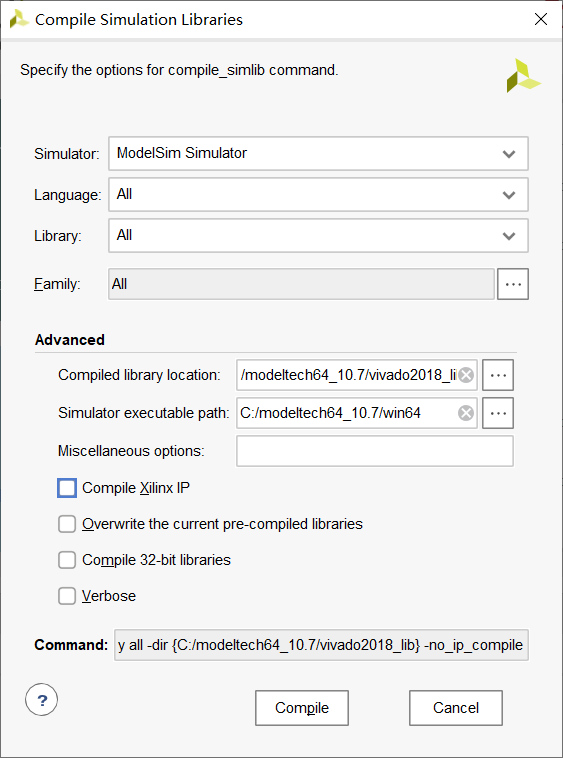 Compile Simulation Libraries
Specify the options for compile_simlib command.
Simulator: ModelSim Simulator
Language: All
Library: All
Family: All
Advanced
Compiled library location: /modeltech64_10.7/vivado2018_li
Simulator executable path: C:/modeltech64_10.7/win64
Miscellaneous options:
Compile Xilinx IP
Overwrite the current pre-compiled libraries
Compile 32-bit libraries
Verbose
Command: y all -dir {C:/modeltech64_10.7/vivado2018_lib} -no_ip_compile
? Compile Cancel